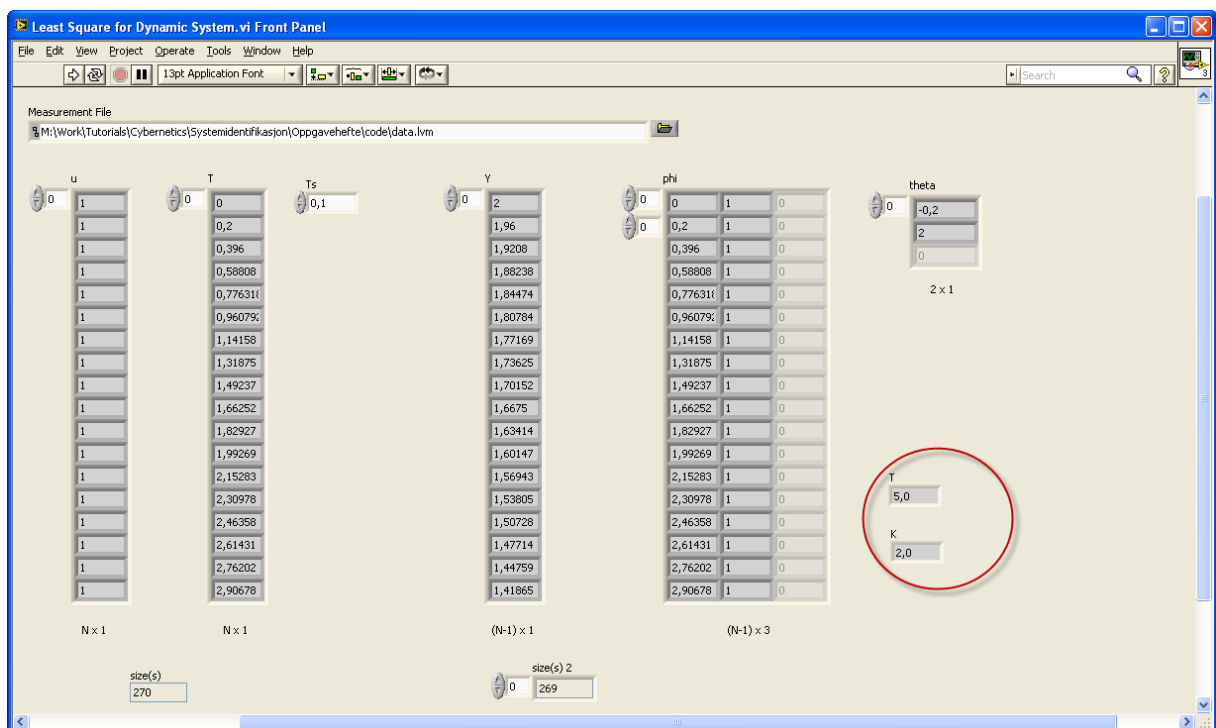 Least Square for Dynamic System.vi Front Panel
File Edit View Project Operate Tools Window Help
13pt Application Font Search 3
Measurement File
M:\Work\Tutorials\Cybernetics\Systemidentifikasjon\Oppgavehefte\code\data.lvm
u T Ts Y phi theta
0 1 0 0 0,1 0 2 0 0 1 0 0 -0,2
1 0,2 1,96 0 0,2 1 0 2
1 0,396 1,9208 0,396 1 0 0
1 0,58808 1,88238 0,58808 1 0
1 0,776318 1,84474 0,776318 1 0 2 x 1
1 0,960792 1,80784 0,960792 1 0
1 1,14158 1,77169 1,14158 1 0
1 1,31875 1,73625 1,31875 1 0
1 1,49237 1,70152 1,49237 1 0
1 1,66252 1,6675 1,66252 1 0
1 1,82927 1,63414 1,82927 1 0
1 1,99269 1,60147 1,99269 1 0
1 2,15283 1,56943 2,15283 1 0 T
1 2,30978 1,53805 2,30978 1 0 5,0
1 2,46358 1,50728 2,46358 1 0
1 2,61431 1,47714 2,61431 1 0 K
1 2,76202 1,44759 2,76202 1 0 2,0
1 2,90678 1,41865 2,90678 1 0
N x 1 N x 1 (N-1) x 1 (N-1) x 3
size(s) size(s) 2
270 0 269